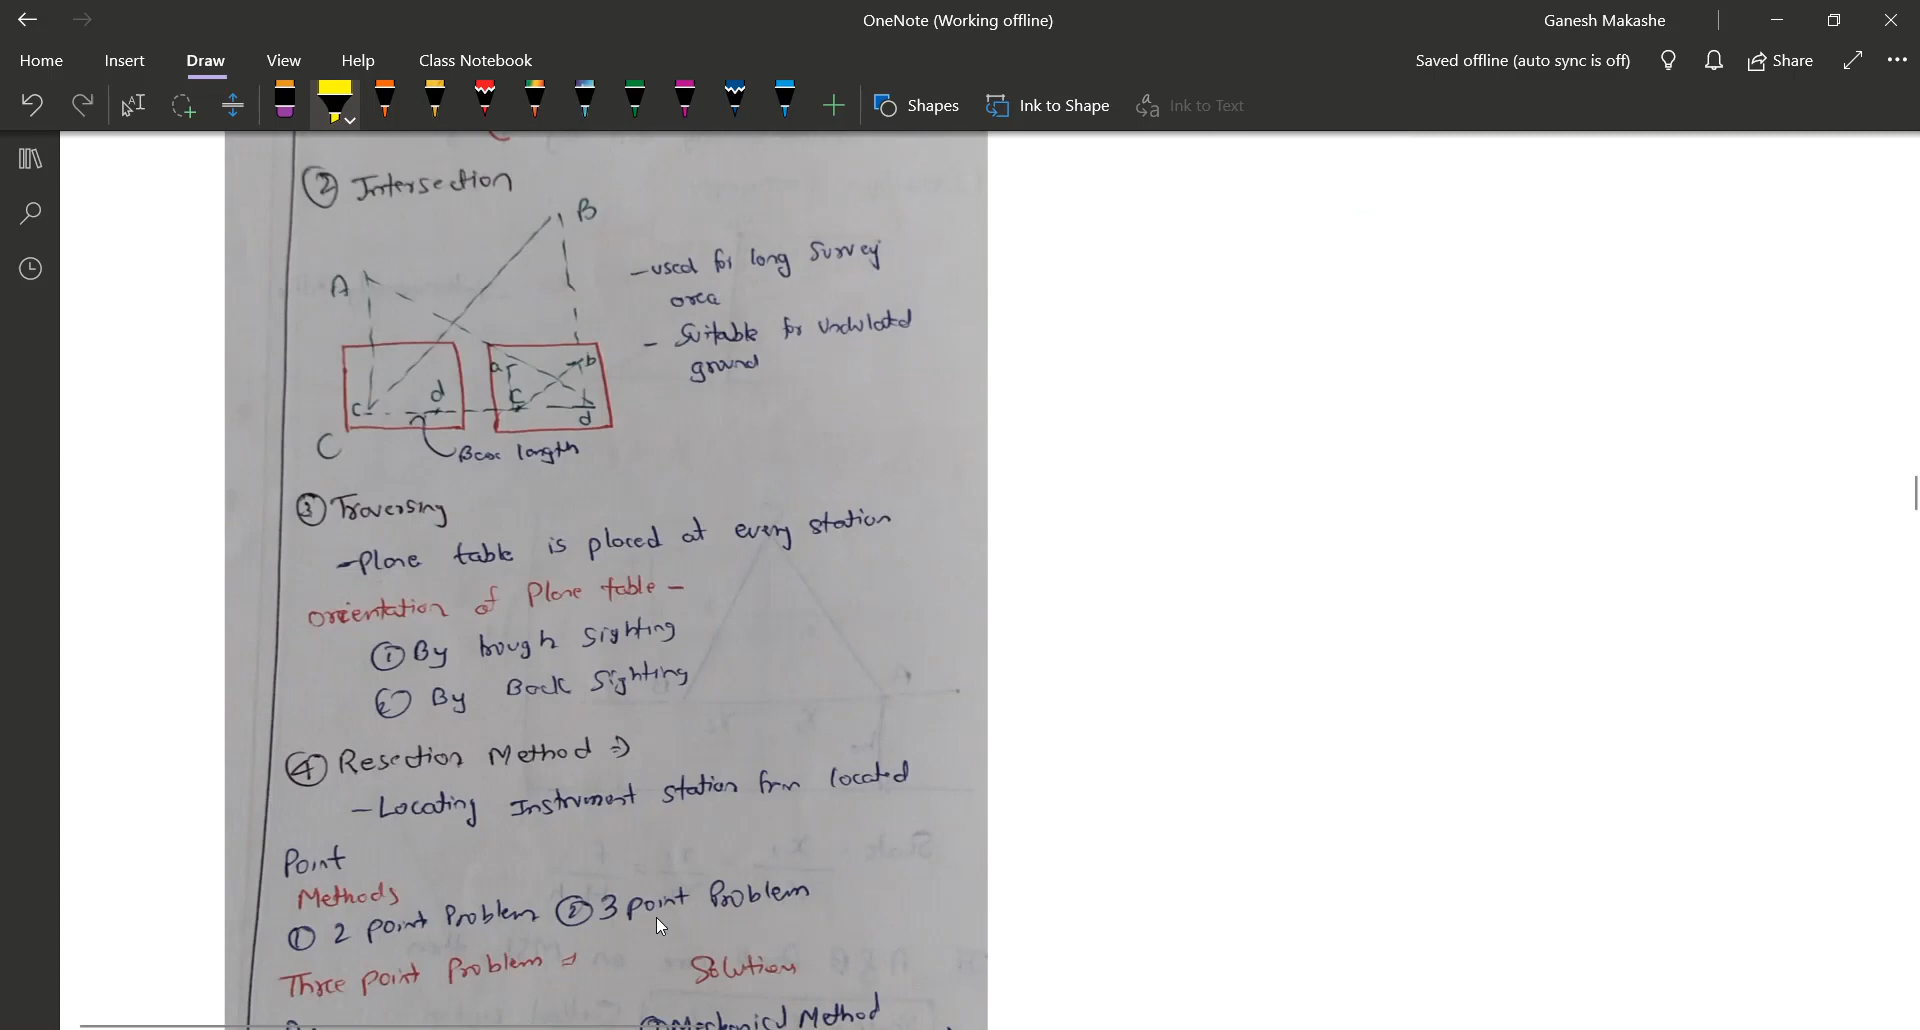 OneNote (Working offline)
Ganesh Makashe
Home Insert Draw View Help Class Notebook
Saved offline (auto sync is off) Share
Shapes Ink to Shape Ink to Text
② Intersection
B
A
-used for long Survey
area
- Suitable for Undulated
ground
a b
c d c d
C
Base length
③ Traversing
-Plane table is placed at every station
orientation of Plane table -
① By trough Sighting
② By Back Sighting
④ Resection Method ⇒
- Locating Instrument station from located
Point
Methods
① 2 point Problem ② 3 point Problem
Three point Problem ⇒ Solution
Mechanical Method